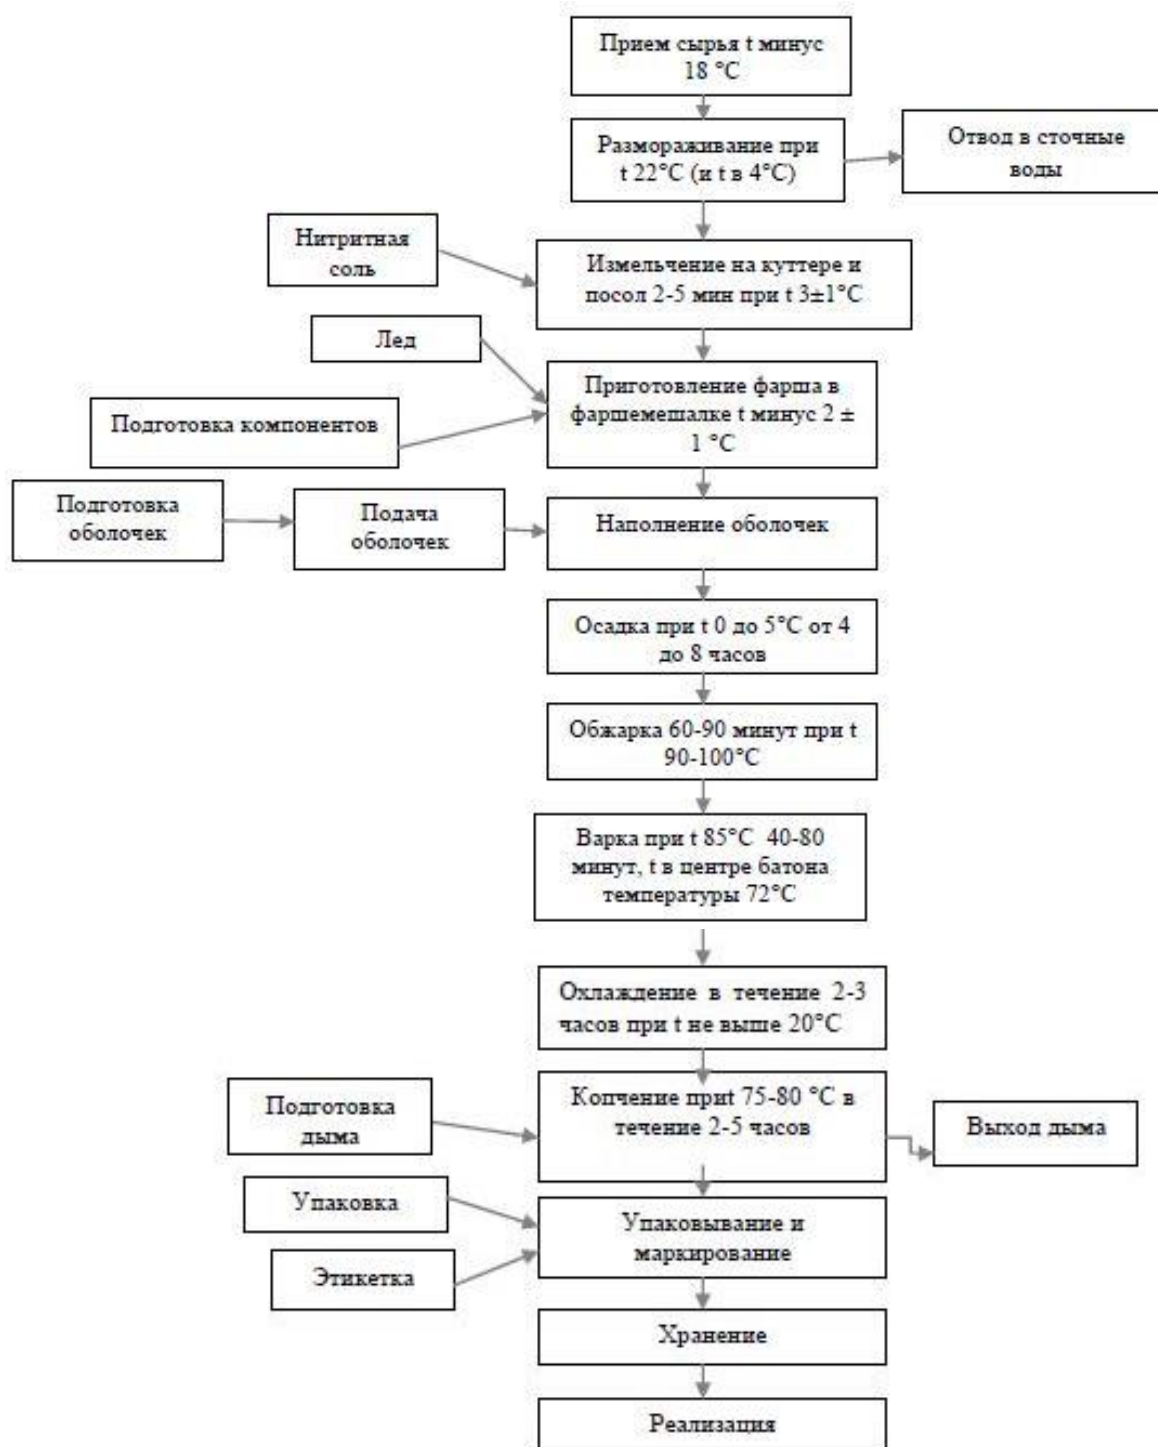 Прием сырья t минус
18 °С
Размораживание при
t 22°С (и t в 4°С)
Отвод в сточные
воды
Нитритная
соль
Измельчение на куттере и
посол 2-5 мин при t 3±1°С
Лед
Приготовление фарша в
фаршемешалке t минус 2 ±
1 °С
Подготовка компонентов
Подготовка
оболочек
Подача
оболочек
Наполнение оболочек
Осадка при t 0 до 5°С от 4
до 8 часов
Обжарка 60-90 минут при t
90-100°С
Варка при t 85°С 40-80
минут, t в центре батона
температуры 72°С
Охлаждение в течение 2-3
часов при t не выше 20°С
Подготовка
дыма
Копчение приt 75-80 °С в
течение 2-5 часов
Выход дыма
Упаковка
Упаковывание и
маркирование
Этикетка
Хранение
Реализация